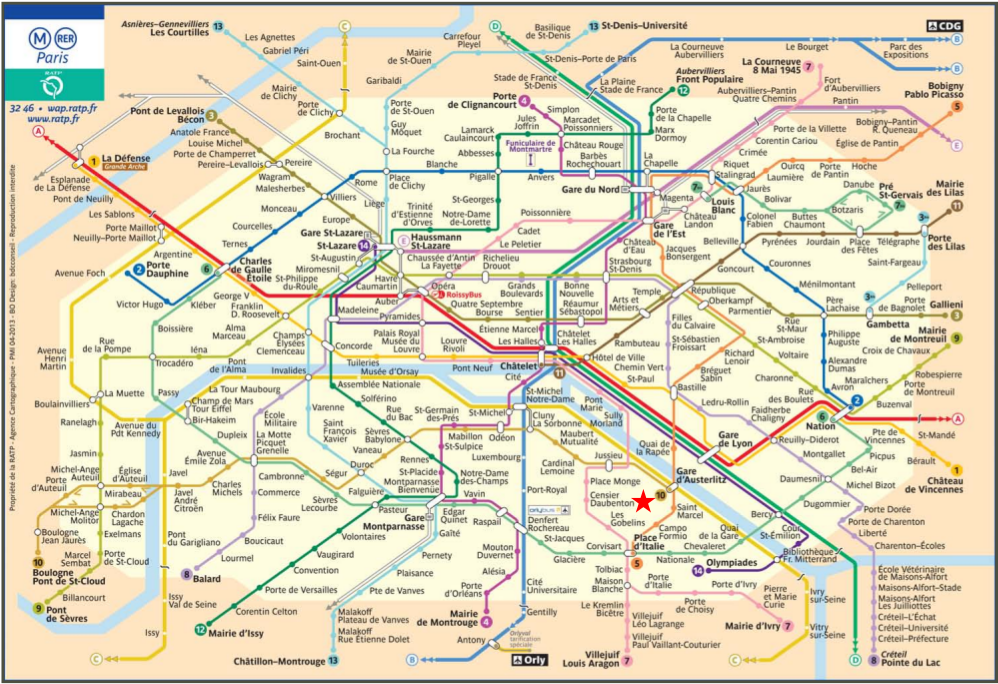 M RER
Paris
RATP
32 46 • wap.ratp.fr
www.ratp.fr
Propriété de la RATP - Agence Cartographique - PMI 04-2013 - BO Design: bdcconseil - Reproduction interdite
Asnières–Gennevilliers
Les Courtilles
13
Les Agnettes
Gabriel Péri
Mairie
de Clichy
Saint-Ouen
C
Porte
de Clichy
Brochant
Mairie
de St-Ouen
Garibaldi
Porte
de St-Ouen
Guy
Môquet
La Fourche
Carrefour
Pleyel
D
Basilique
de St-Denis
13
St-Denis–Université
St-Denis–Porte de Paris
Stade de France
St-Denis
La Plaine
Stade de France
La Courneuve
Aubervilliers
Le Bourget
Parc des
Expositions
CDG
B
B
La Courneuve
8 Mai 1945
7
Aubervilliers
Front Populaire
12
Fort
d'Aubervilliers
Aubervilliers–Pantin
Quatre Chemins
Pantin
Bobigny
Pablo Picasso
5
Bobigny–Pantin
R. Queneau
Église de Pantin
E
Porte de la Villette
Corentin Cariou
Crimée
Riquet
Stalingrad
Ourcq
Laumière
Porte
de Pantin
Hoche
Jaurès
Porte
de la Chapelle
Marx
Dormoy
Porte
de Clignancourt
4
Simplon
Jules
Joffrin
Marcadet
Poissonniers
Lamarck
Caulaincourt
Funiculaire de
Montmartre
Château Rouge
Abbesses
Barbès
Rochechouart
La
Chapelle
Pont de Levallois
Bécon
3
Anatole France
Louise Michel
Porte de Champerret
Pereire–Levallois
Pereire
Wagram
Malesherbes
Villiers
Rome
Place
de Clichy
Blanche
Pigalle
Anvers
Gare du Nord
Magenta
Château
Landon
Louis
Blanc
7bis
Bolivar
Buttes
Chaumont
Botzaris
Danube
Pré
St-Gervais
7bis
Place
des Fêtes
Mairie
des Lilas
11
Télégraphe
3bis
Porte
des Lilas
Jourdain
Pyrénées
Belleville
Colonel
Fabien
Saint-Fargeau
Pelleport
3bis
Porte
de Bagnolet
Gambetta
Gallieni
3
A
1
La Défense
Grande Arche
Esplanade
de La Défense
Pont de Neuilly
Les Sablons
Porte Maillot
Neuilly–Porte Maillot
Argentine
Monceau
Courcelles
Ternes
Europe
Liège
Gare St-Lazare
St-Lazare
14
E
Haussmann
St-Lazare
Trinité
d'Estienne
d'Orves
St-Georges
Notre-Dame-
de-Lorette
Poissonnière
Cadet
Le Peletier
Gare
de l'Est
Château
d'Eau
Jacques
Bonsergent
Goncourt
Couronnes
Ménilmontant
Avenue Foch
2
Porte
Dauphine
6
Charles
de Gaulle
Étoile
Victor Hugo
Kléber
George V
Franklin
D. Roosevelt
St-Philippe
du-Roule
Miromesnil
St-Augustin
Havre
Caumartin
Auber
Chaussée d'Antin
La Fayette
Richelieu
Drouot
Opéra
RoissyBus
Grands
Boulevards
Bonne
Nouvelle
Strasbourg
St-Denis
Quatre Septembre
Bourse
Sentier
Réaumur
Sébastopol
Arts et
Métiers
Temple
République
Oberkampf
Parmentier
Rue
St-Maur
Père
Lachaise
Philippe
Auguste
Alexandre
Dumas
Avron
Boissière
Alma
Marceau
Iéna
Champs
Élysées
Clemenceau
Madeleine
Pyramides
Concorde
Palais Royal
Musée du
Louvre
Louvre
Rivoli
Étienne Marcel
Les Halles
Châtelet
Les Halles
Rambuteau
Filles
du Calvaire
St-Sébastien
Froissart
St-Ambroise
Voltaire
Richard
Lenoir
Charonne
Chemin Vert
Bréguet
Sabin
Rue des
Boulets
Mairie
de Montreuil
9
Croix de Chavaux
Robespierre
Porte
de Montreuil
Maraîchers
Buzenval
2
6
Nation
A
Avenue
Henri
Martin
Rue
de la Pompe
Trocadéro
Pont
de l'Alma
Tuileries
Musée d'Orsay
Invalides
Assemblée Nationale
Pont Neuf
Châtelet
11
Hôtel de Ville
St-Paul
Bastille
Ledru-Rollin
Faidherbe
Chaligny
Boulainvilliers
La Muette
Passy
La Tour Maubourg
Champ de Mars
Tour Eiffel
Bir-Hakeim
École
Militaire
Varenne
Saint
François
Xavier
Solférino
Rue
du Bac
St-Germain
des-Prés
Cité
St-Michel
Notre-Dame
St-Michel
Pont
Marie
Sully
Morland
Gare
de Lyon
Reuilly–Diderot
Montgallet
Quai de
la Rapée
Pte de
Vincennes
St-Mandé
Picpus
Bel-Air
Bérault
1
Château
de Vincennes
Ranelagh
Avenue du
Pdt Kennedy
Jasmin
Dupleix
La Motte
Picquet
Grenelle
Sèvres
Babylone
Vaneau
Mabillon
Odéon
St-Sulpice
Cluny
La Sorbonne
Maubert
Mutualité
Jussieu
Cardinal
Lemoine
Luxembourg
Daumesnil
Michel Bizot
Dugommier
Porte Dorée
Porte de Charenton
Liberté
Charenton–Écoles
Porte
d'Auteuil
Michel-Ange
Auteuil
Église
d'Auteuil
Mirabeau
Javel
Javel
André
Citroën
Avenue
Émile Zola
Charles
Michels
Cambronne
Commerce
Ségur
Duroc
Sèvres
Lecourbe
Falguière
Rennes
St-Placide
Montparnasse
Bienvenüe
Notre-Dame
des-Champs
Vavin
Port-Royal
Place Monge
Censier
Daubenton
Gare
d'Austerlitz
10
Michel-Ange
Molitor
Chardon
Lagache
Exelmans
Boulogne
Jean Jaurès
Félix Faure
Pasteur
Gare
Montparnasse
Edgar
Quinet
Raspail
orlybus
Denfert
Rochereau
Les
Gobelins
Saint
Marcel
Bercy
Cour
St-Émilion
Marcel
Sembat
Porte
de St-Cloud
10
Boulogne
Pont de St-Cloud
Billancourt
9
Pont
de Sèvres
Pont
du Garigliano
Boucicaut
Lourmel
8
Balard
Volontaires
Vaugirard
Convention
Porte de Versailles
Corentin Celton
12
Mairie d'Issy
Issy
Val de Seine
Issy
C
Gaîté
Pernety
Plaisance
Pte de Vanves
Malakoff
Plateau de Vanves
Malakoff
Rue Étienne Dolet
Châtillon–Montrouge
13
Mouton
Duvernet
Alésia
Porte
d'Orléans
Mairie
de Montrouge
4
St-Jacques
Glacière
Corvisart
Place
d'Italie
5
Campo
Formio
Quai
de la Gare
Chevaleret
Nationale
14
Olympiades
Bibliothèque
Fr. Mitterrand
Cité
Universitaire
Gentilly
Antony
B
Orlyval
tarification
spéciale
Orly
Tolbiac
Maison
Blanche
Porte
d'Italie
Porte
de Choisy
Porte d'Ivry
Pierre et
Marie
Curie
Mairie d'Ivry
7
Le Kremlin
Bicêtre
Villejuif
Léo Lagrange
Villejuif
Paul Vaillant-Couturier
Villejuif
Louis Aragon
7
Ivry
sur-Seine
Vitry
sur-Seine
C
D
École Vétérinaire
de Maisons-Alfort
Maisons-Alfort–Stade
Maisons-Alfort
Les Juilliottes
Créteil–L'Échat
Créteil–Université
Créteil–Préfecture
8
Créteil
Pointe du Lac